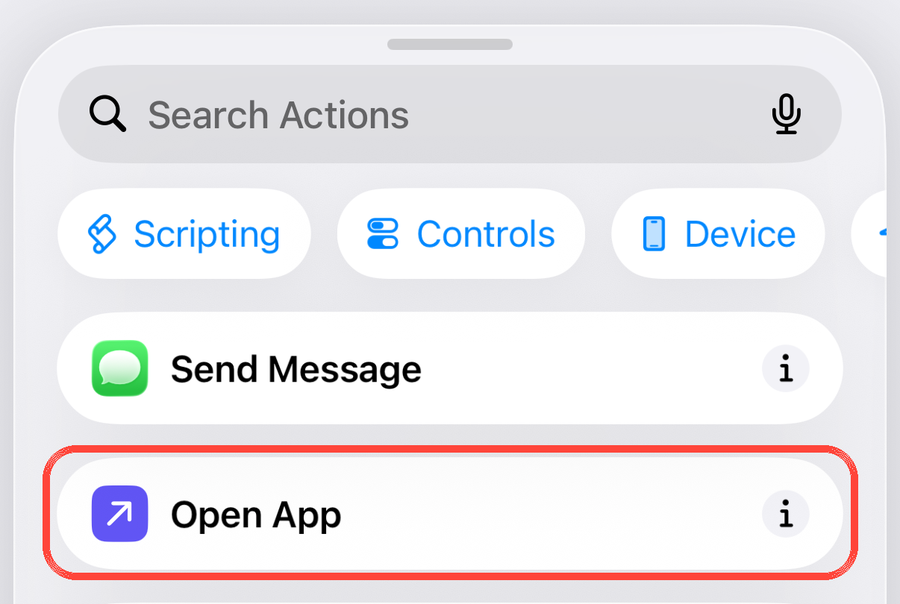 Search Actions
Scripting
Controls
Device
Send Message
Open App